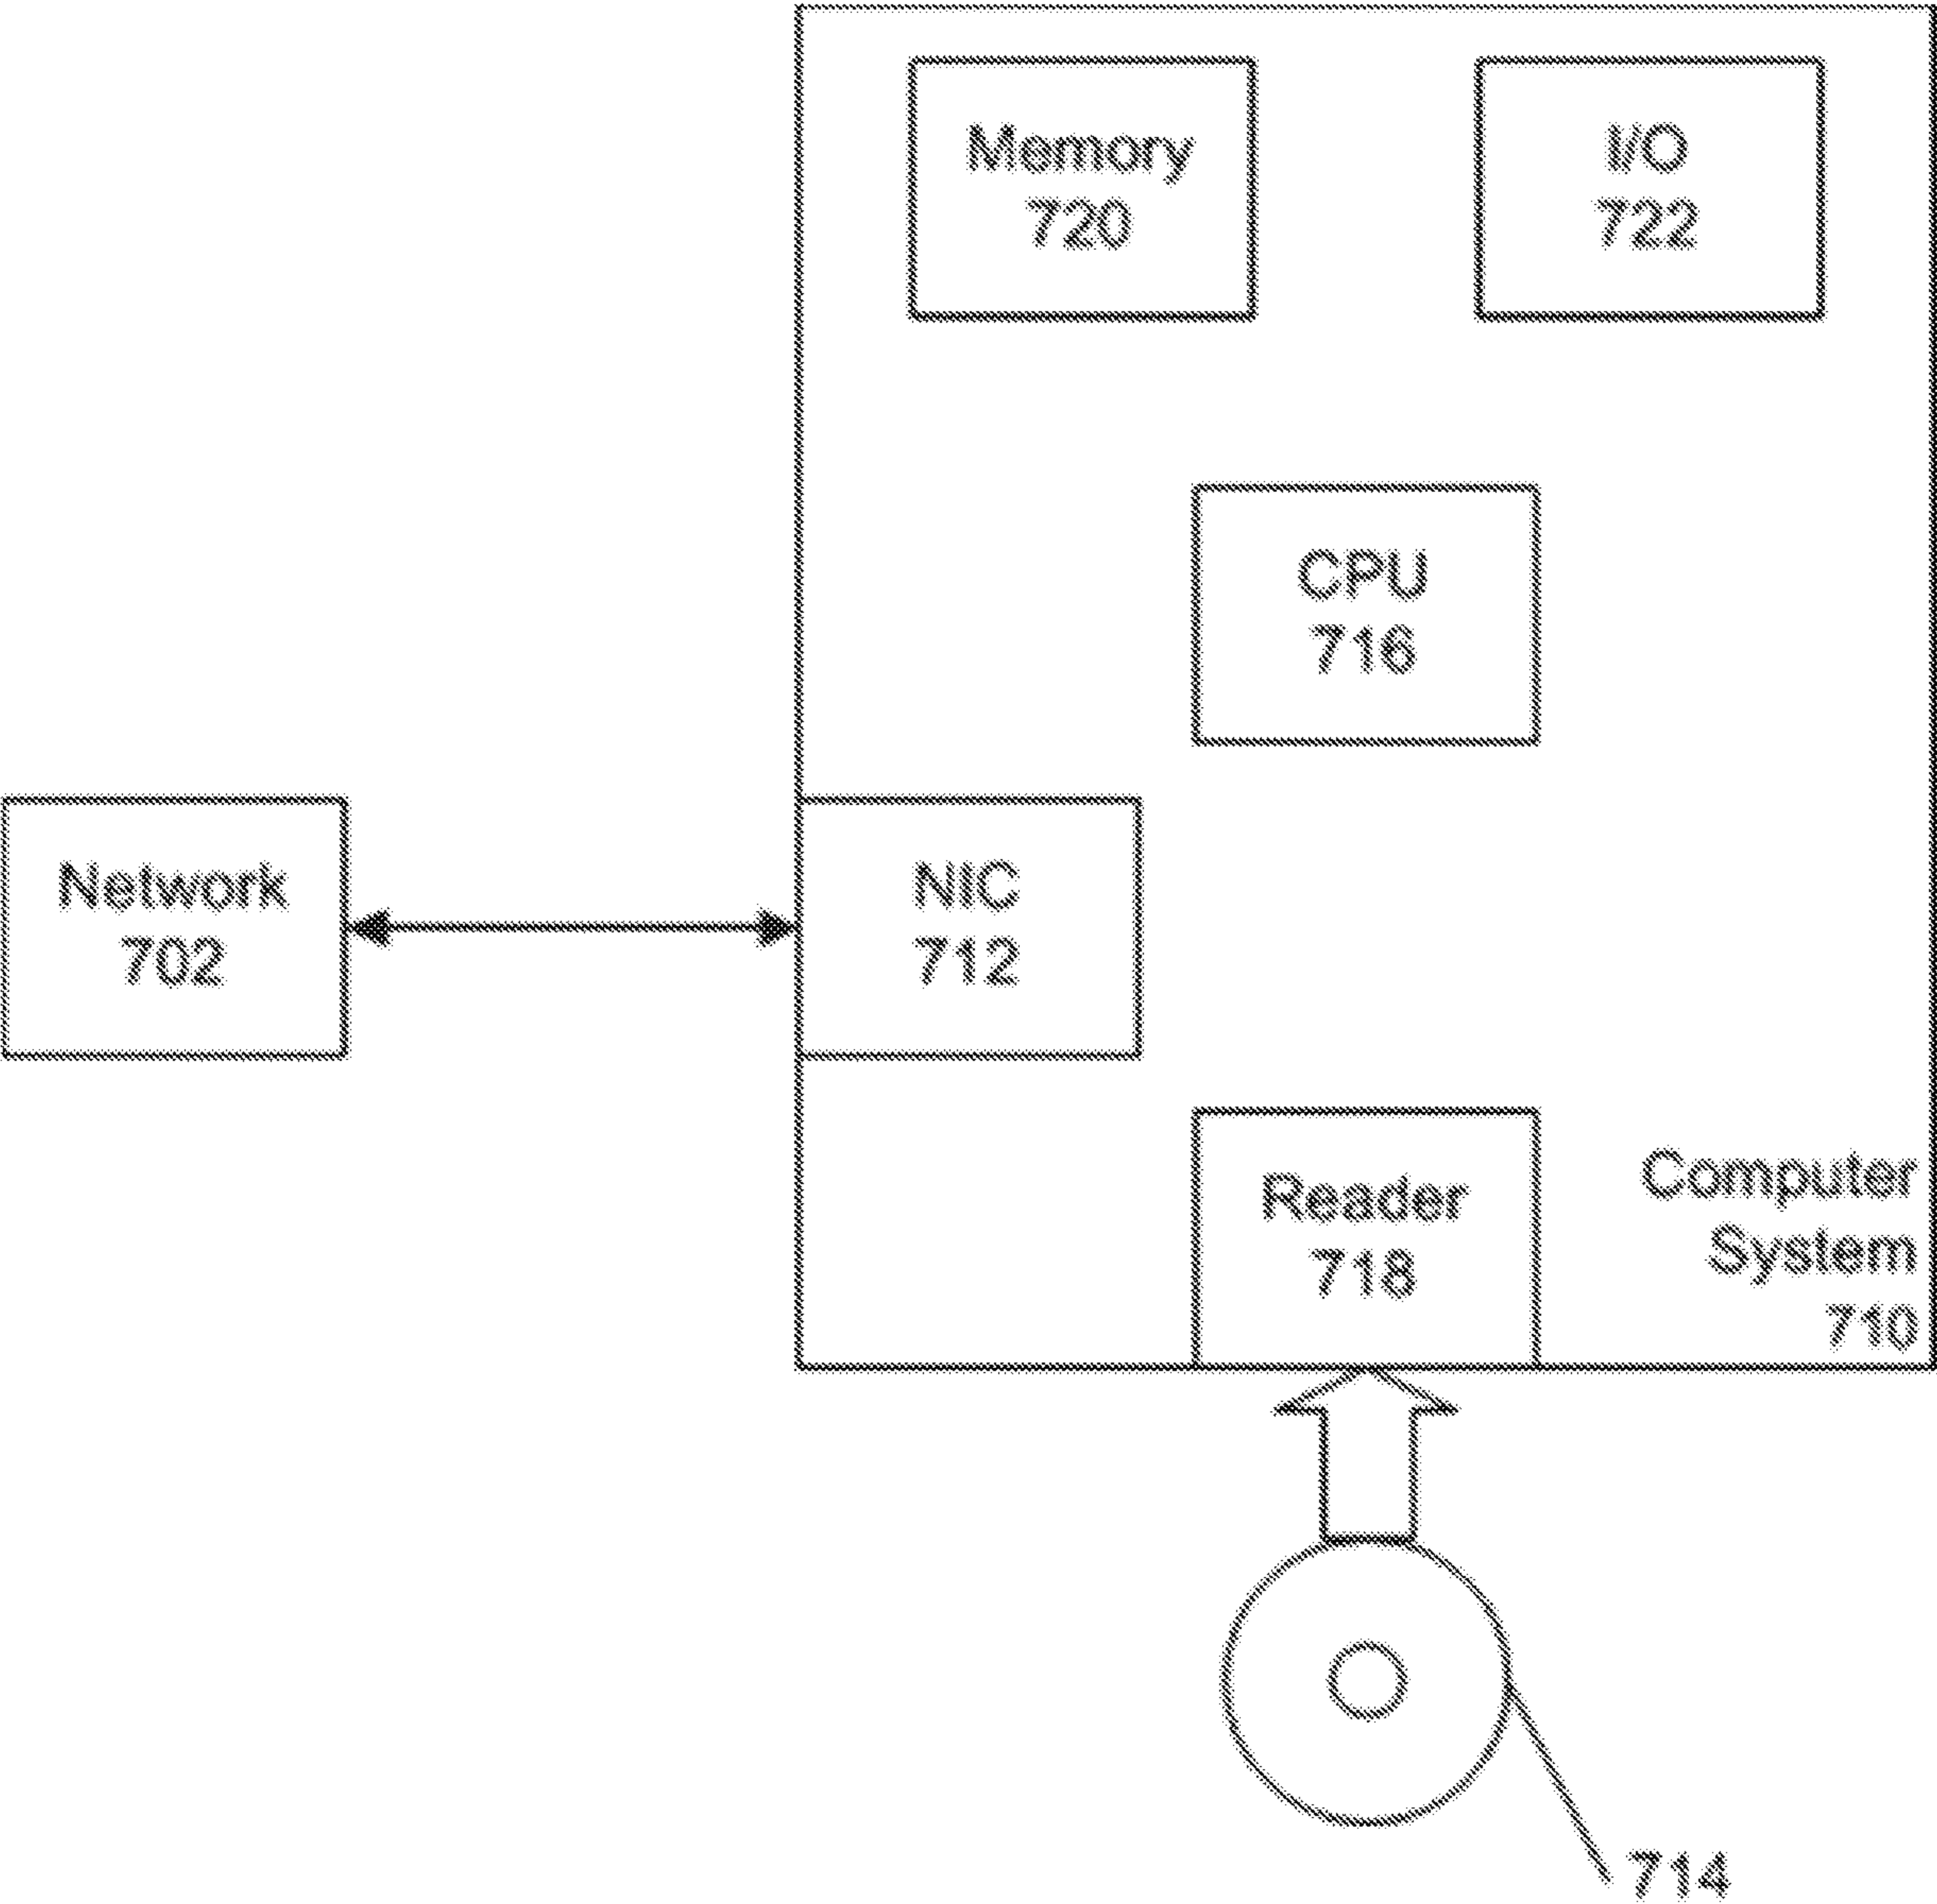 Memory
720
I/O
722
CPU
716
Network
702
NIC
712
Reader
718
Computer
System
710
714